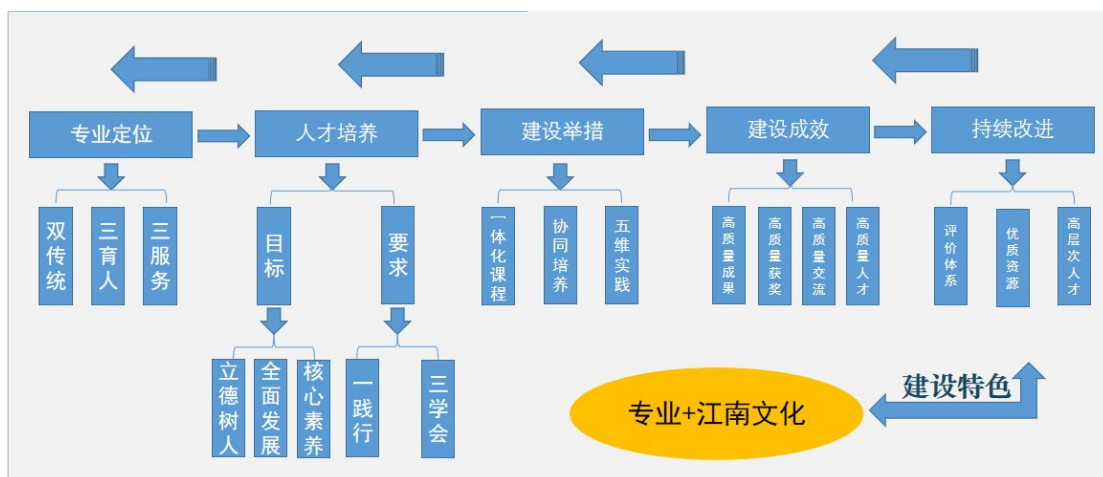 专业定位
人才培养
建设举措
建设成效
持续改进
双传统
三育人
三服务
目标
要求
一体化课程
协同培养
五维实践
高质量成果
高质量获奖
高质量交流
高质量人才
评价体系
优质资源
高层次人才
立德树人
全面发展
核心素养
一践行
三学会
建设特色
专业+江南文化